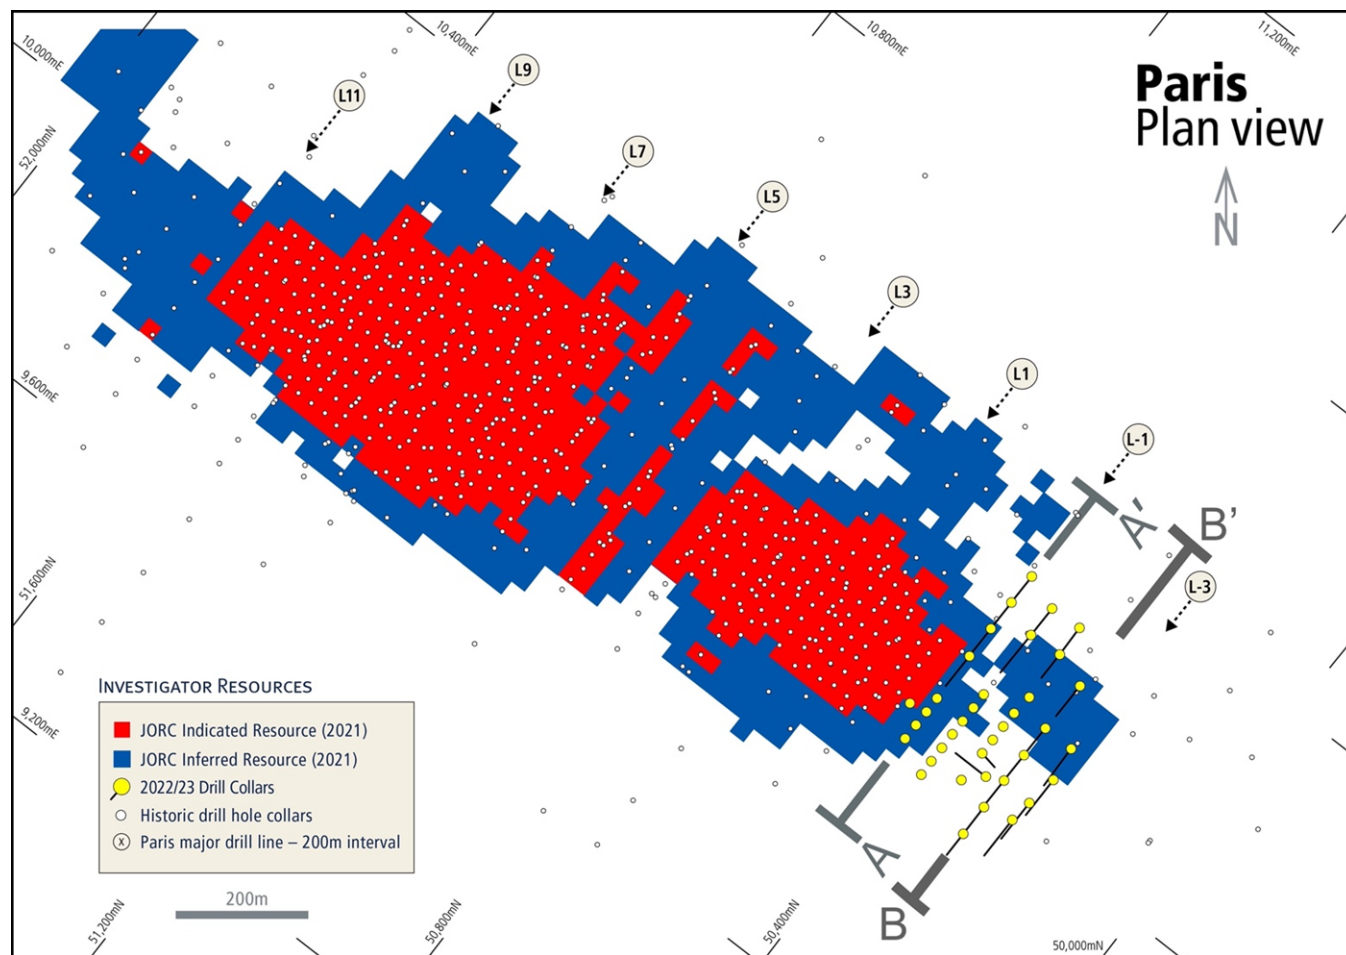 10,000mE
10,400mE
10,800mE
11,200mE
Paris
Plan view
N
L9
L11
L7
L5
L3
L1
L-1
L-3
52,000mN
9,600mE
51,600mN
9,200mE
A'
B'
A
B
INVESTIGATOR RESOURCES
JORC Indicated Resource (2021)
JORC Inferred Resource (2021)
2022/23 Drill Collars
Historic drill hole collars
X Paris major drill line – 200m interval
200m
51,200mN
50,800mN
50,400mN
50,000mN